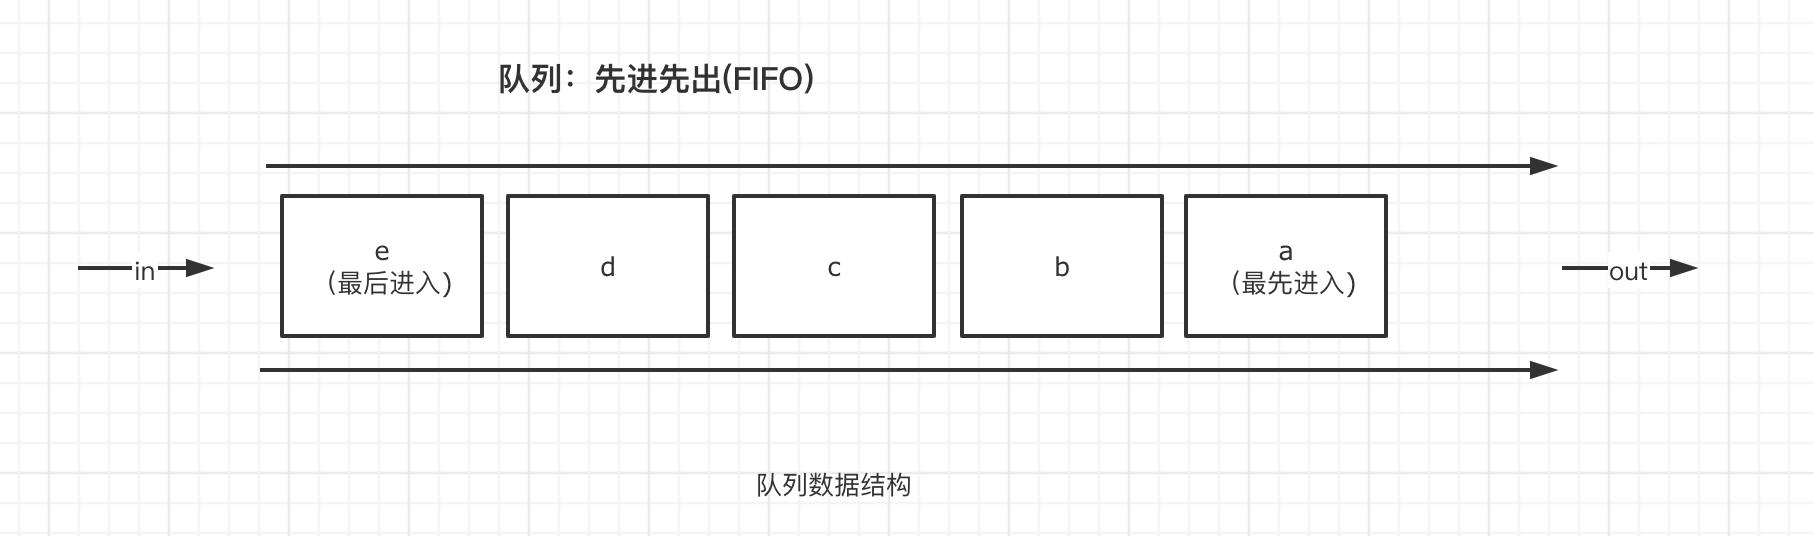 队列：先进先出(FIFO)
in
e
（最后进入）
d
c
b
a
（最先进入）
out
队列数据结构